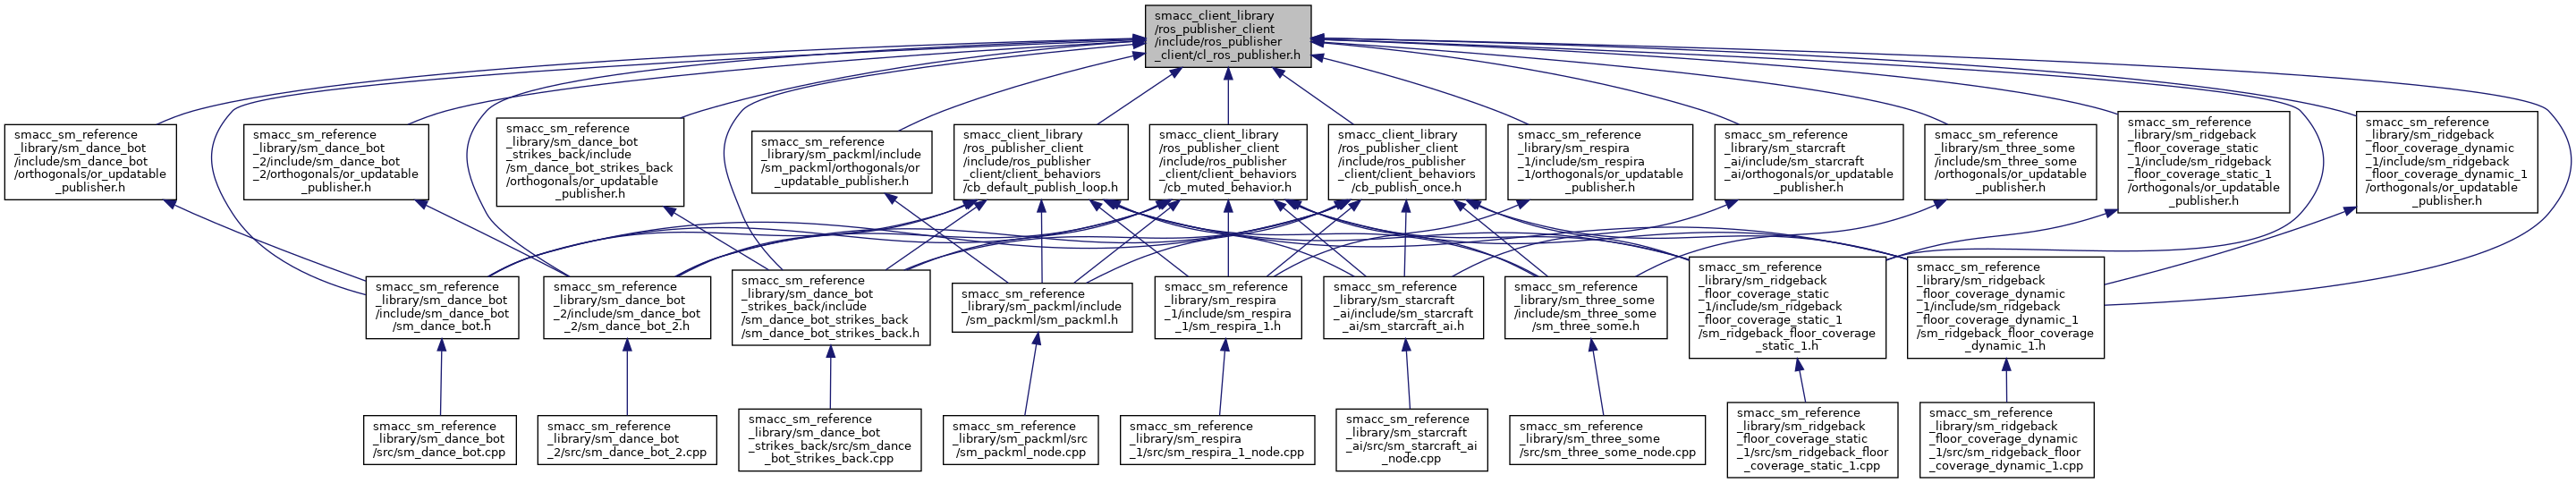 smacc_client_library
/ros_publisher_client
/include/ros_publisher
_client/cl_ros_publisher.h
smacc_sm_reference
_library/sm_dance_bot
/include/sm_dance_bot
/orthogonals/or_updatable
_publisher.h
smacc_sm_reference
_library/sm_dance_bot
_2/include/sm_dance_bot
_2/orthogonals/or_updatable
_publisher.h
smacc_sm_reference
_library/sm_dance_bot
_strikes_back/include
/sm_dance_bot_strikes_back
/orthogonals/or_updatable
_publisher.h
smacc_sm_reference
_library/sm_packml/include
/sm_packml/orthogonals/or
_updatable_publisher.h
smacc_client_library
/ros_publisher_client
/include/ros_publisher
_client/client_behaviors
/cb_default_publish_loop.h
smacc_client_library
/ros_publisher_client
/include/ros_publisher
_client/client_behaviors
/cb_muted_behavior.h
smacc_client_library
/ros_publisher_client
/include/ros_publisher
_client/client_behaviors
/cb_publish_once.h
smacc_sm_reference
_library/sm_respira
_1/include/sm_respira
_1/orthogonals/or_updatable
_publisher.h
smacc_sm_reference
_library/sm_starcraft
_ai/include/sm_starcraft
_ai/orthogonals/or_updatable
_publisher.h
smacc_sm_reference
_library/sm_three_some
/include/sm_three_some
/orthogonals/or_updatable
_publisher.h
smacc_sm_reference
_library/sm_ridgeback
_floor_coverage_static
_1/include/sm_ridgeback
_floor_coverage_static_1
/orthogonals/or_updatable
_publisher.h
smacc_sm_reference
_library/sm_ridgeback
_floor_coverage_dynamic
_1/include/sm_ridgeback
_floor_coverage_dynamic_1
/orthogonals/or_updatable
_publisher.h
smacc_sm_reference
_library/sm_dance_bot
/include/sm_dance_bot
/sm_dance_bot.h
smacc_sm_reference
_library/sm_dance_bot
_2/include/sm_dance_bot
_2/sm_dance_bot_2.h
smacc_sm_reference
_library/sm_dance_bot
_strikes_back/include
/sm_dance_bot_strikes_back
/sm_dance_bot_strikes_back.h
smacc_sm_reference
_library/sm_packml/include
/sm_packml/sm_packml.h
smacc_sm_reference
_library/sm_respira
_1/include/sm_respira
_1/sm_respira_1.h
smacc_sm_reference
_library/sm_starcraft
_ai/include/sm_starcraft
_ai/sm_starcraft_ai.h
smacc_sm_reference
_library/sm_three_some
/include/sm_three_some
/sm_three_some.h
smacc_sm_reference
_library/sm_ridgeback
_floor_coverage_static
_1/include/sm_ridgeback
_floor_coverage_static_1
/sm_ridgeback_floor_coverage
_static_1.h
smacc_sm_reference
_library/sm_ridgeback
_floor_coverage_dynamic
_1/include/sm_ridgeback
_floor_coverage_dynamic_1
/sm_ridgeback_floor_coverage
_dynamic_1.h
smacc_sm_reference
_library/sm_dance_bot
/src/sm_dance_bot.cpp
smacc_sm_reference
_library/sm_dance_bot
_2/src/sm_dance_bot_2.cpp
smacc_sm_reference
_library/sm_dance_bot
_strikes_back/src/sm_dance
_bot_strikes_back.cpp
smacc_sm_reference
_library/sm_packml/src
/sm_packml_node.cpp
smacc_sm_reference
_library/sm_respira
_1/src/sm_respira_1_node.cpp
smacc_sm_reference
_library/sm_starcraft
_ai/src/sm_starcraft_ai
_node.cpp
smacc_sm_reference
_library/sm_three_some
/src/sm_three_some_node.cpp
smacc_sm_reference
_library/sm_ridgeback
_floor_coverage_static
_1/src/sm_ridgeback_floor
_coverage_static_1.cpp
smacc_sm_reference
_library/sm_ridgeback
_floor_coverage_dynamic
_1/src/sm_ridgeback_floor
_coverage_dynamic_1.cpp